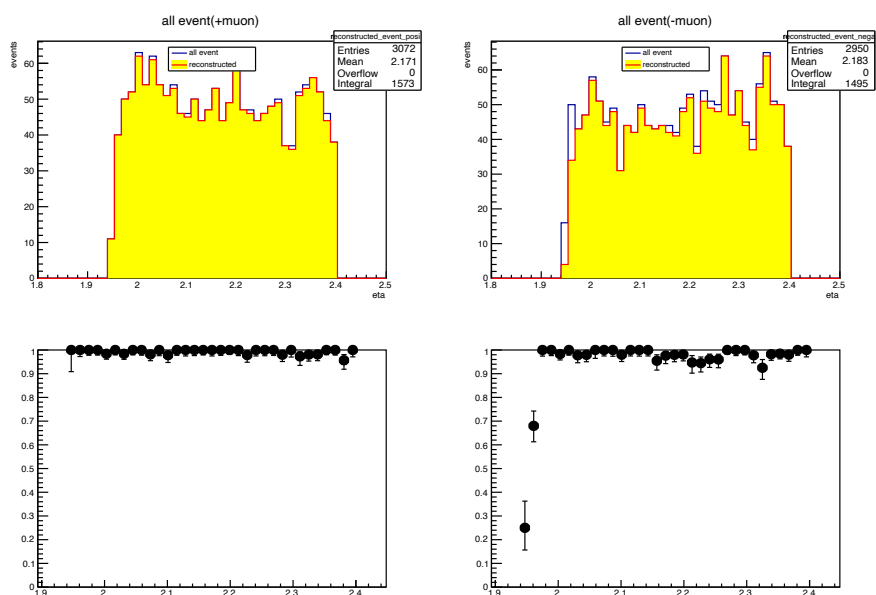 all event(+muon)
events
all event
reconstructed
reconstructed_event_posi
Entries 3072
Mean 2.171
Overflow 0
Integral 1573
60
50
40
30
20
10
0
1.8 1.9 2 2.1 2.2 2.3 2.4 2.5
eta
all event(-muon)
events
all event
reconstructed
reconstructed_event_nega
Entries 2950
Mean 2.183
Overflow 0
Integral 1495
60
50
40
30
20
10
0
1.8 1.9 2 2.1 2.2 2.3 2.4 2.5
eta
1
0.9
0.8
0.7
0.6
0.5
0.4
0.3
0.2
0.1
0
1.9 2 2.1 2.2 2.3 2.4
1
0.9
0.8
0.7
0.6
0.5
0.4
0.3
0.2
0.1
0
1.9 2 2.1 2.2 2.3 2.4